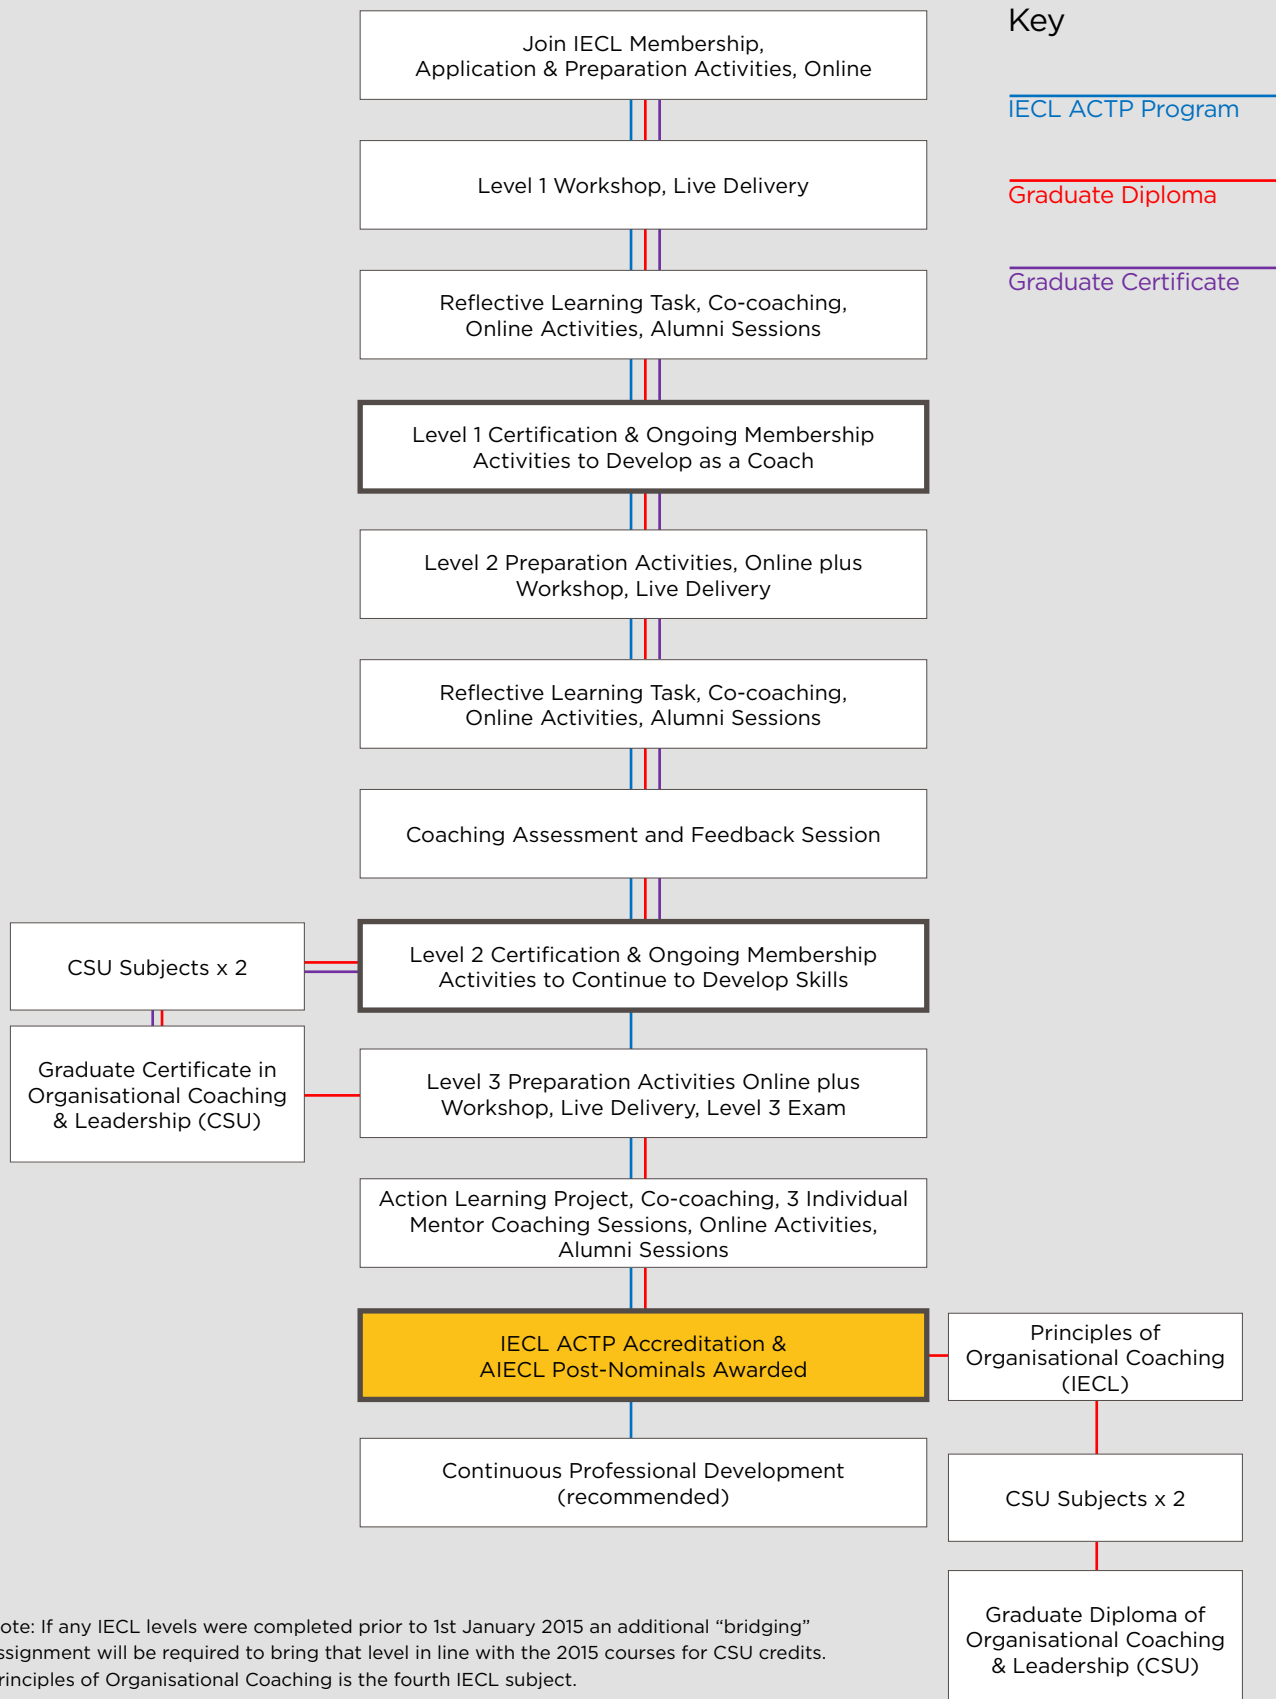 Join IECL Membership,
Application & Preparation Activities, Online
Key
IECL ACTP Program
Graduate Diploma
Graduate Certificate
Level 1 Workshop, Live Delivery
Reflective Learning Task, Co-coaching,
Online Activities, Alumni Sessions
Level 1 Certification & Ongoing Membership
Activities to Develop as a Coach
Level 2 Preparation Activities, Online plus
Workshop, Live Delivery
Reflective Learning Task, Co-coaching,
Online Activities, Alumni Sessions
Coaching Assessment and Feedback Session
Level 2 Certification & Ongoing Membership
Activities to Continue to Develop Skills
CSU Subjects x 2
Graduate Certificate in
Organisational Coaching
& Leadership (CSU)
Level 3 Preparation Activities Online plus
Workshop, Live Delivery, Level 3 Exam
Action Learning Project, Co-coaching, 3 Individual
Mentor Coaching Sessions, Online Activities,
Alumni Sessions
IECL ACTP Accreditation &
AIECL Post-Nominals Awarded
Principles of
Organisational Coaching
(IECL)
Continuous Professional Development
(recommended)
CSU Subjects x 2
Graduate Diploma of
Organisational Coaching
& Leadership (CSU)
ote: If any IECL levels were completed prior to 1st January 2015 an additional “bridging”
ssignment will be required to bring that level in line with the 2015 courses for CSU credits.
rinciples of Organisational Coaching is the fourth IECL subject.